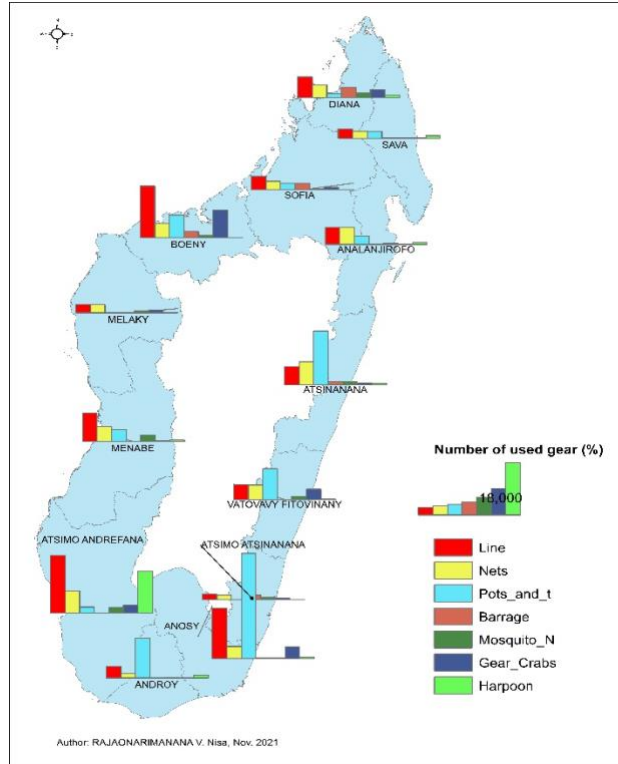 DIANA
SAVA
SOFIA
BOENY
ANALANJIROFO
MELAKY
ATSINANANA
MENABE
Number of used gear (%)
18,000
VATOVAVY FITOVINANY
ATSIMO ANDREFANA
ATSIMO ATSINANANA
Line
Nets
Pots_and_t
Barrage
Mosquito_N
Gear_Crabs
Harpoon
ANOSY
ANDROY
Author: RAJAONARIMANANA V. Nisa, Nov. 2021